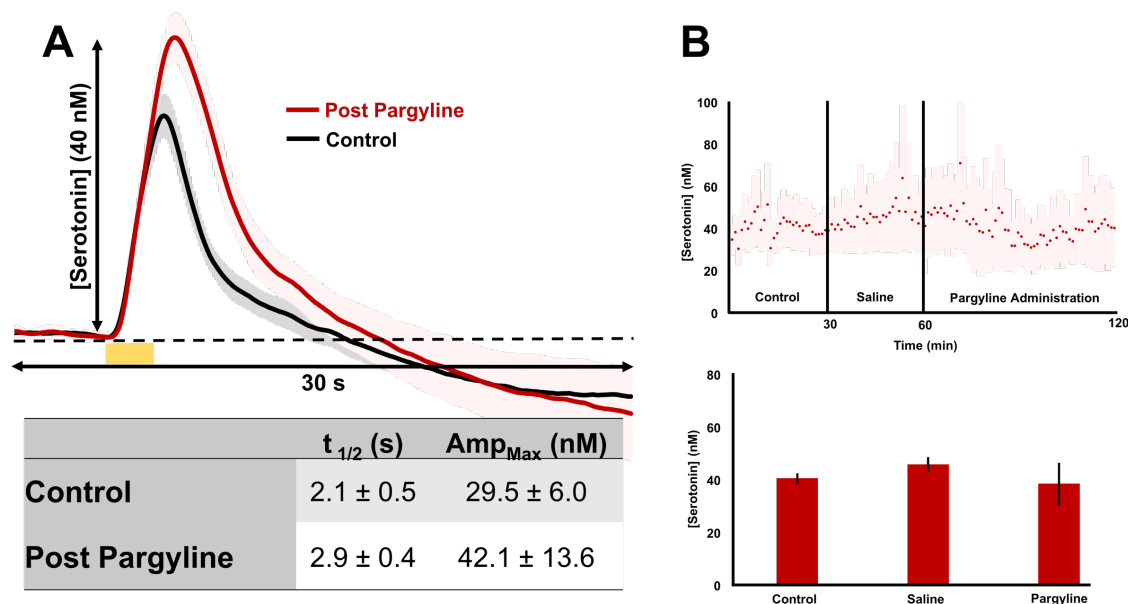 A
[Serotonin] (40 nM)
Post Pargyline
Control
30 s
t 1/2 (s) AmpMax (nM)
Control 2.1 ± 0.5 29.5 ± 6.0
Post Pargyline 2.9 ± 0.4 42.1 ± 13.6
B
[Serotonin] (nM)
100
80
60
40
20
0
Control Saline Pargyline Administration
30 60 120
Time (min)
[Serotonin] (nM)
80
60
40
20
0
Control Saline Pargyline